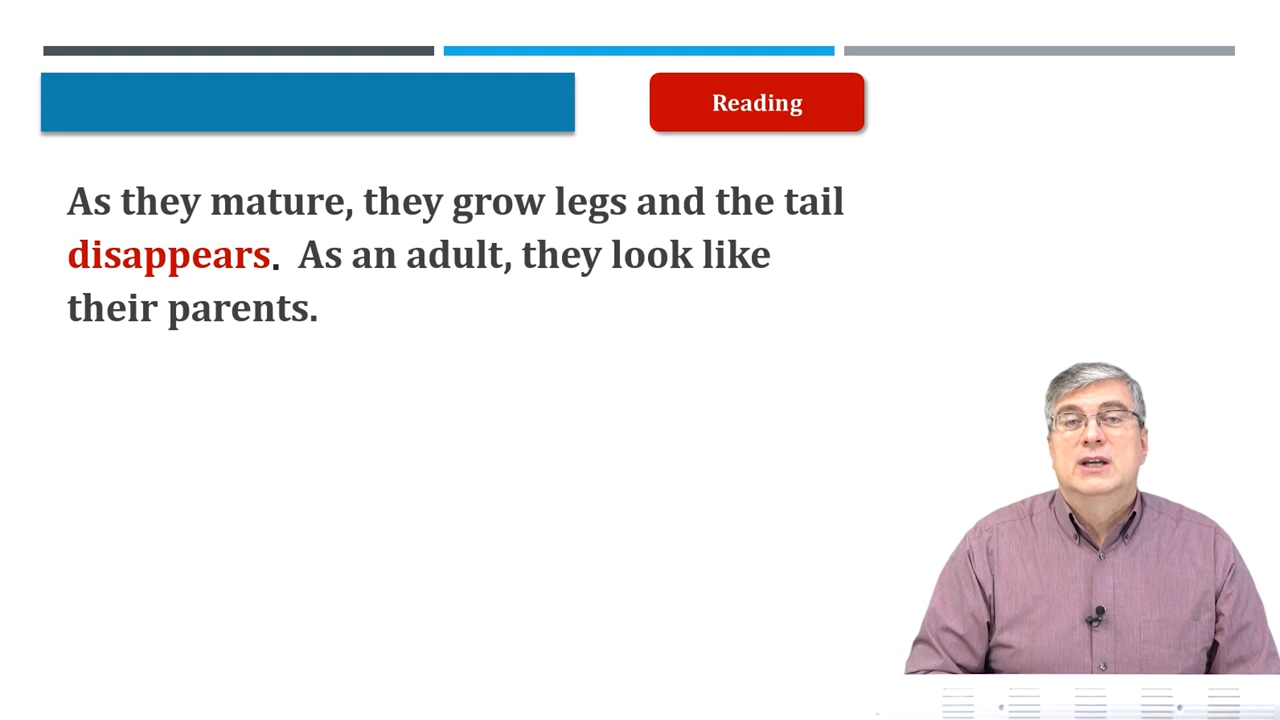 Reading
As they mature, they grow legs and the tail
disappears.  As an adult, they look like
their parents.